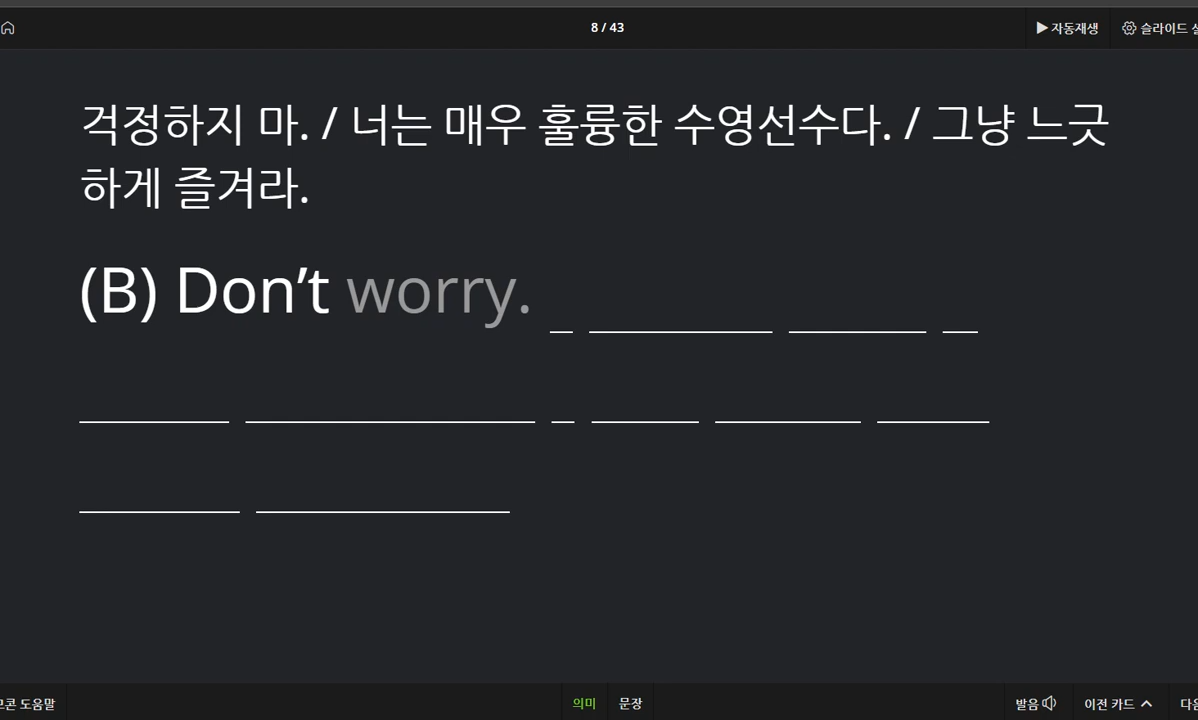 8 / 43
▶ 자동재생
슬라이드
걱정하지 마. / 너는 매우 훌륭한 수영선수다. / 그냥 느긋
하게 즐겨라.
(B) Don’t worry.
도움말
의미
문장
발음
이전 카드